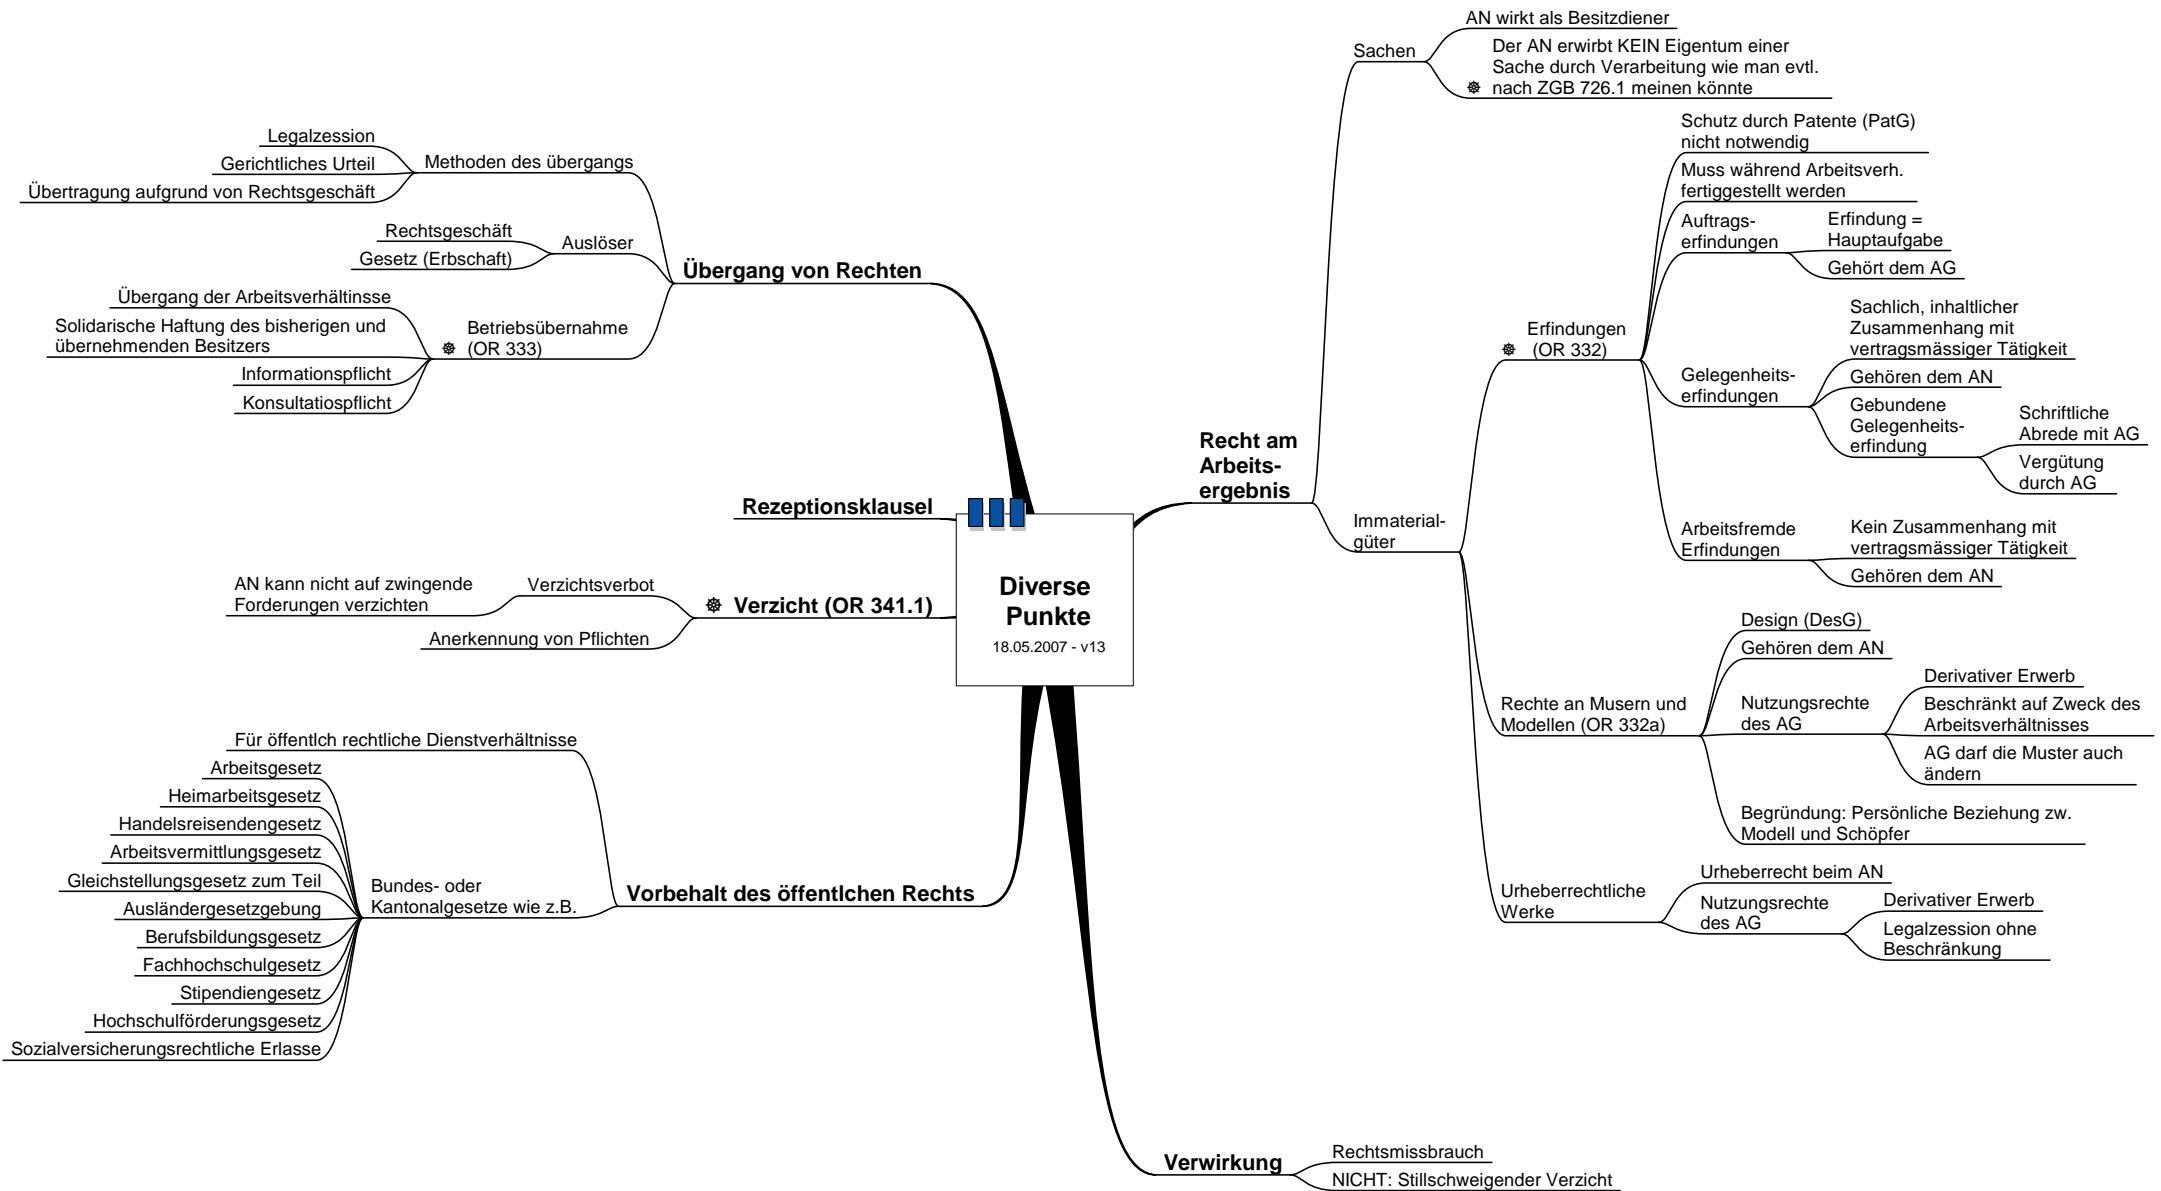 Diverse
Punkte
18.05.2007 - v13
Recht am
Arbeits-
ergebnis
Sachen
AN wirkt als Besitzdiener
Der AN erwirbt KEIN Eigentum einer
Sache durch Verarbeitung wie man evtl.
nach ZGB 726.1 meinen könnte
Immaterial-
güter
Erfindungen
(OR 332)
Schutz durch Patente (PatG)
nicht notwendig
Muss während Arbeitsverh.
fertiggestellt werden
Auftrags-
erfindungen
Erfindung =
Hauptaufgabe
Gehört dem AG
Gelegenheits-
erfindungen
Sachlich, inhaltlicher
Zusammenhang mit
vertragsmässiger Tätigkeit
Gehören dem AN
Gebundene
Gelegenheits-
erfindung
Schriftliche
Abrede mit AG
Vergütung
durch AG
Arbeitsfremde
Erfindungen
Kein Zusammenhang mit
vertragsmässiger Tätigkeit
Gehören dem AN
Rechte an Musern und
Modellen (OR 332a)
Design (DesG)
Gehören dem AN
Nutzungsrechte
des AG
Derivativer Erwerb
Beschränkt auf Zweck des
Arbeitsverhältnisses
AG darf die Muster auch
ändern
Begründung: Persönliche Beziehung zw.
Modell und Schöpfer
Urheberrechtliche
Werke
Urheberrecht beim AN
Nutzungsrechte
des AG
Derivativer Erwerb
Legalzession ohne
Beschränkung
Verwirkung
Rechtsmissbrauch
NICHT: Stillschweigender Verzicht
Übergang von Rechten
Methoden des übergangs
Legalzession
Gerichtliches Urteil
Übertragung aufgrund von Rechtsgeschäft
Auslöser
Rechtsgeschäft
Gesetz (Erbschaft)
Betriebsübernahme
(OR 333)
Übergang der Arbeitsverhältinsse
Solidarische Haftung des bisherigen und
übernehmenden Besitzers
Informationspflicht
Konsultatiospflicht
Rezeptionsklausel
Verzicht (OR 341.1)
Verzichtsverbot
AN kann nicht auf zwingende
Forderungen verzichten
Anerkennung von Pflichten
Vorbehalt des öffentlchen Rechts
Für öffentlch rechtliche Dienstverhältnisse
Bundes- oder
Kantonalgesetze wie z.B.
Arbeitsgesetz
Heimarbeitsgesetz
Handelsreisendengesetz
Arbeitsvermittlungsgesetz
Gleichstellungsgesetz zum Teil
Ausländergesetzgebung
Berufsbildungsgesetz
Fachhochschulgesetz
Stipendiengesetz
Hochschulförderungsgesetz
Sozialversicherungsrechtliche Erlasse